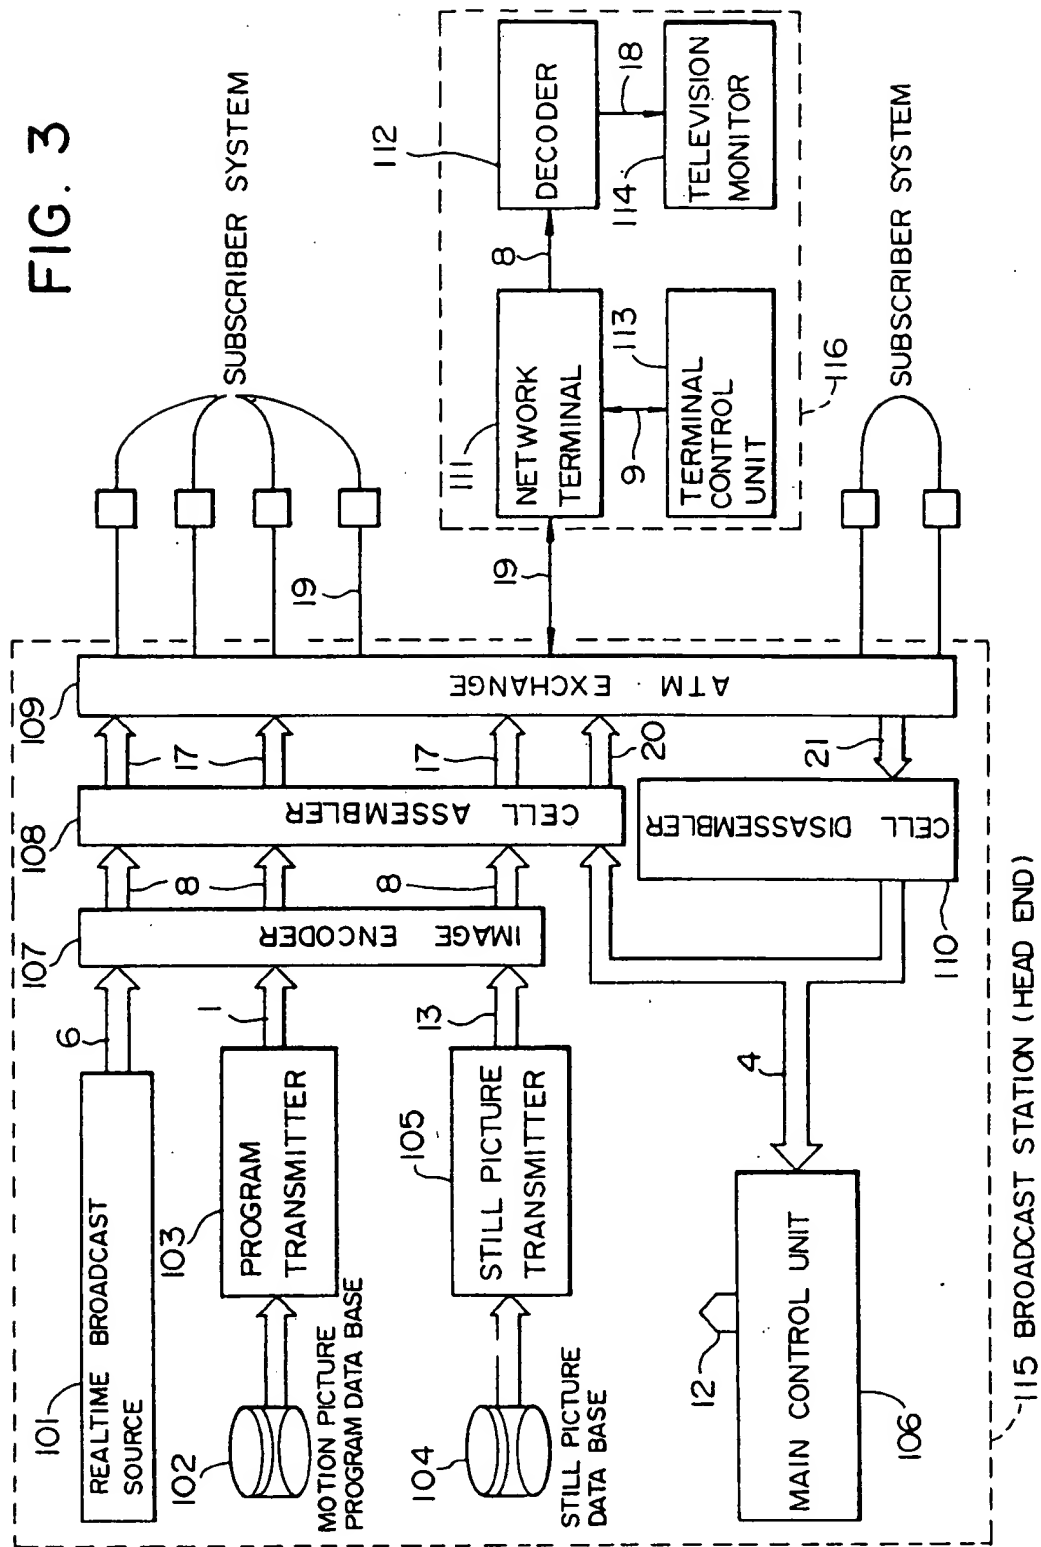 FIG. 3
101
REALTIME BROADCAST
SOURCE
6
102
MOTION PICTURE
PROGRAM DATA BASE
103
PROGRAM
TRANSMITTER
1
104
STILL PICTURE
DATA BASE
105
STILL PICTURE
TRANSMITTER
13
107
IMAGE ENCODER
8
8
108
CELL ASSEMBLER
17
17
20
109
ATM EXCHANGE
21
CELL DISASSEMBLER
110
4
12
MAIN CONTROL UNIT
106
115 BROADCAST STATION (HEAD END)
19
SUBSCRIBER SYSTEM
19
111
NETWORK
TERMINAL
8
112
DECODER
18
9
113
TERMINAL
CONTROL
UNIT
114
TELEVISION
MONITOR
116
SUBSCRIBER SYSTEM